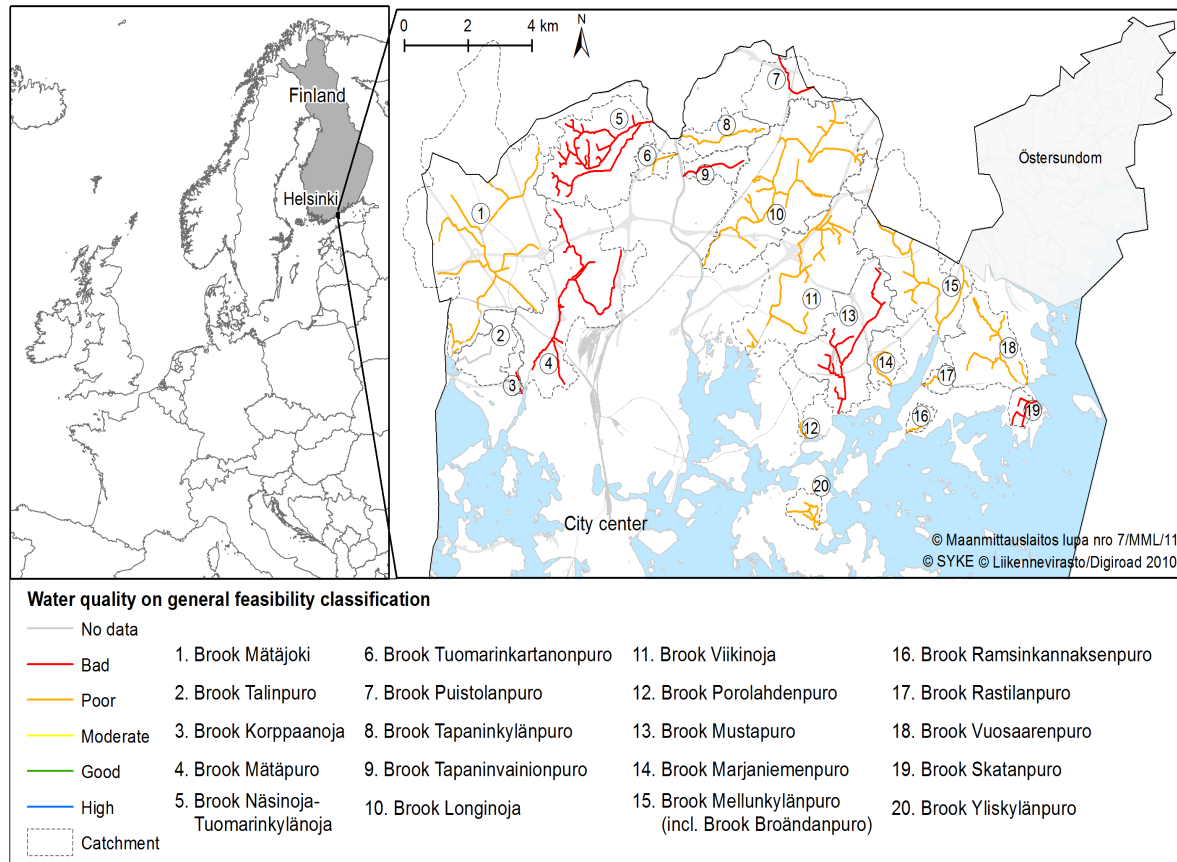 Finland
Helsinki
0 2 4 km
N
Östersundom
1
2
3
4
5
6
7
8
9
10
11
12
13
14
15
16
17
18
19
20
City center
© Maanmittauslaitos lupa nro 7/MML/11
© SYKE © Liikennevirasto/Digiroad 2010
Water quality on general feasibility classification
No data
Bad
Poor
Moderate
Good
High
Catchment
1. Brook Mätäjoki
2. Brook Talinpuro
3. Brook Korppaanoja
4. Brook Mätäpuro
5. Brook Näsinoja-
Tuomarinkylänoja
6. Brook Tuomarinkartanonpuro
7. Brook Puistolanpuro
8. Brook Tapaninkylänpuro
9. Brook Tapaninvainionpuro
10. Brook Longinoja
11. Brook Viikinoja
12. Brook Porolahdenpuro
13. Brook Mustapuro
14. Brook Marjaniemenpuro
15. Brook Mellunkylänpuro
(incl. Brook Broändanpuro)
16. Brook Ramsinkannaksenpuro
17. Brook Rastilanpuro
18. Brook Vuosaarenpuro
19. Brook Skatanpuro
20. Brook Yliskylänpuro